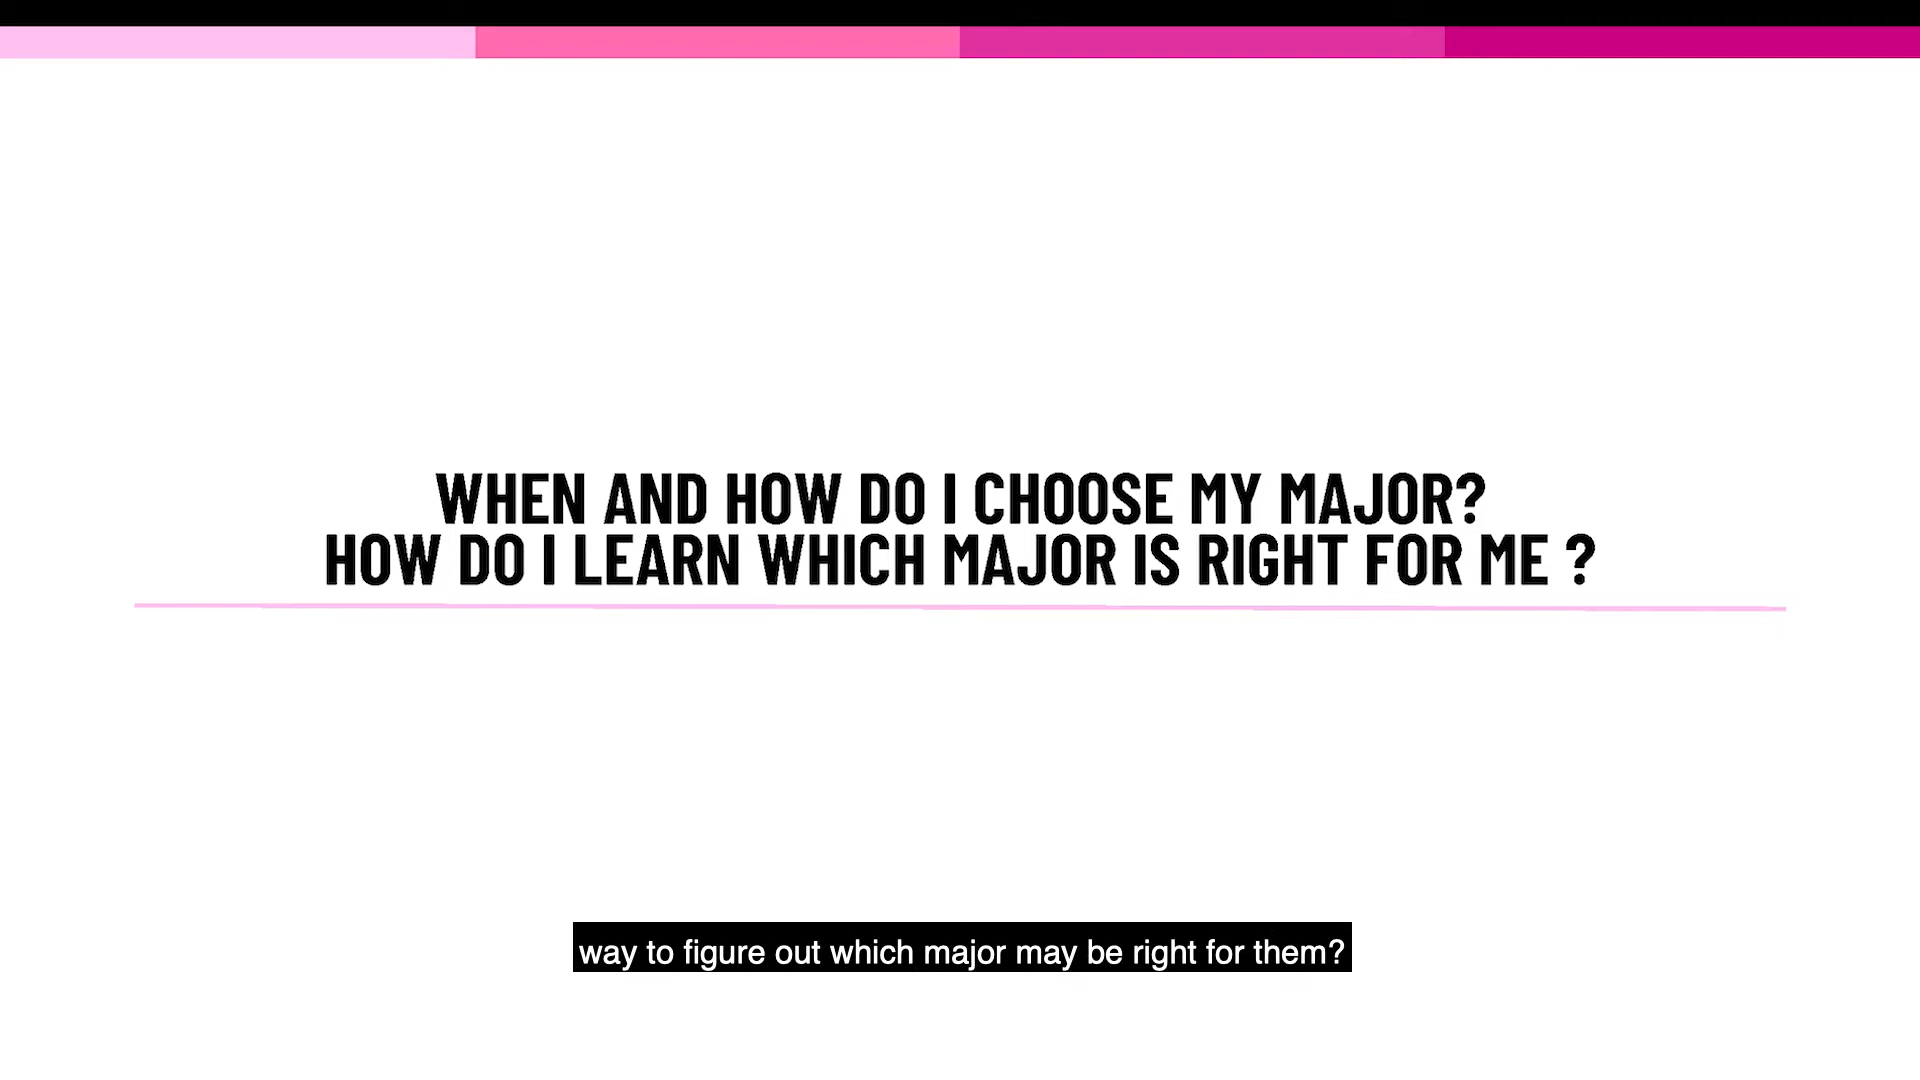 WHEN AND HOW DO I CHOOSE MY MAJOR?
HOW DO I LEARN WHICH MAJOR IS RIGHT FOR ME ?
way to figure out which major may be right for them?